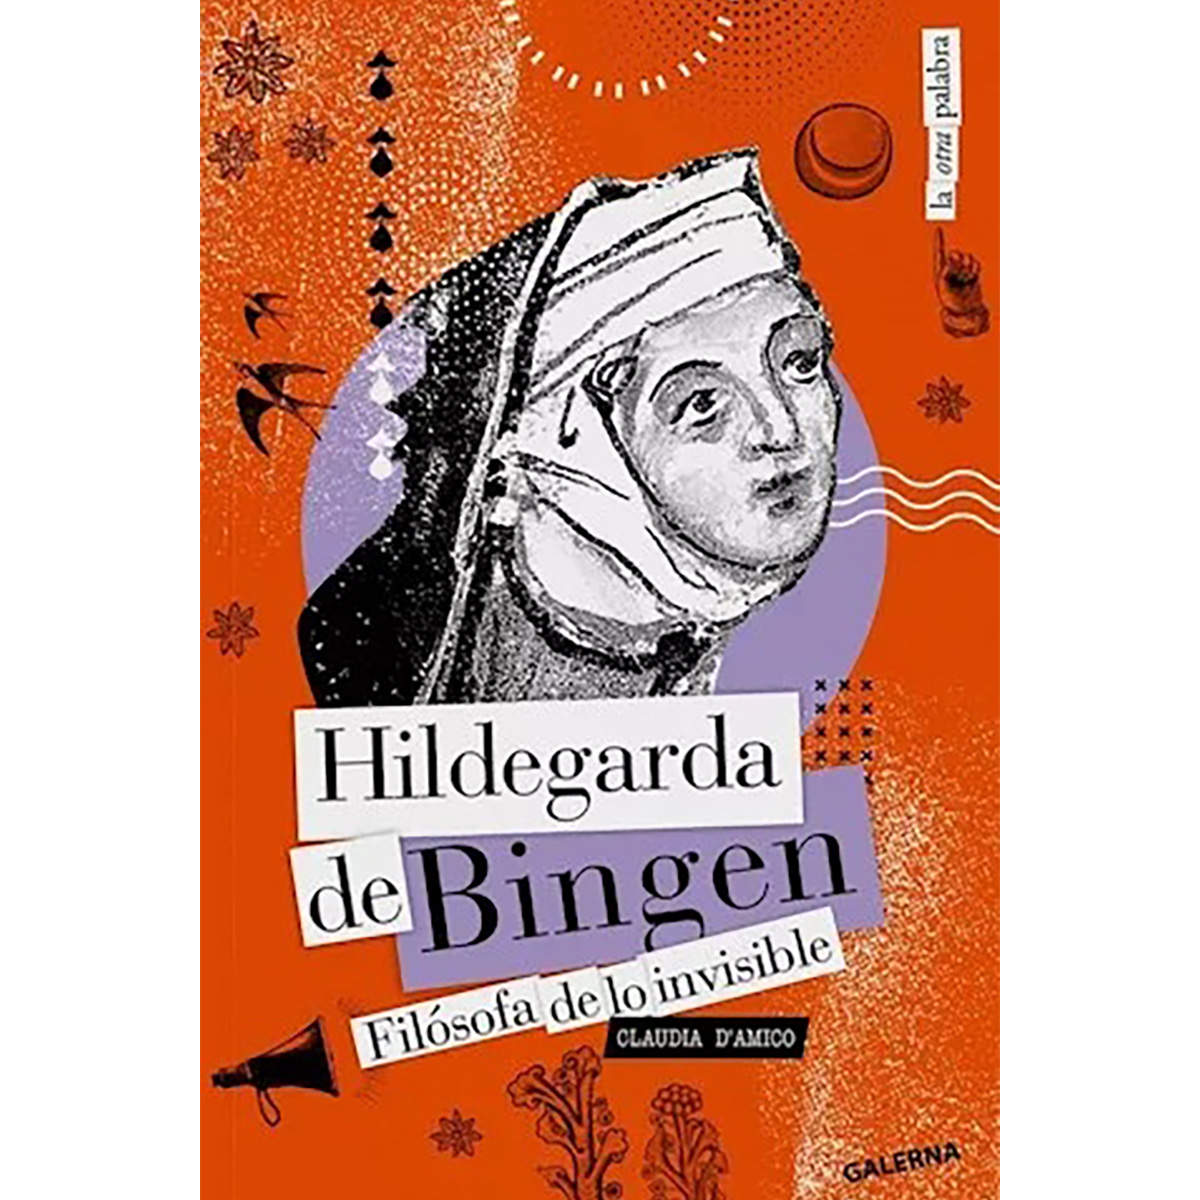 la otra palabra
Hildegarda
de Bingen
Filósofa de lo invisible
CLAUDIA D'AMICO
GALERNA